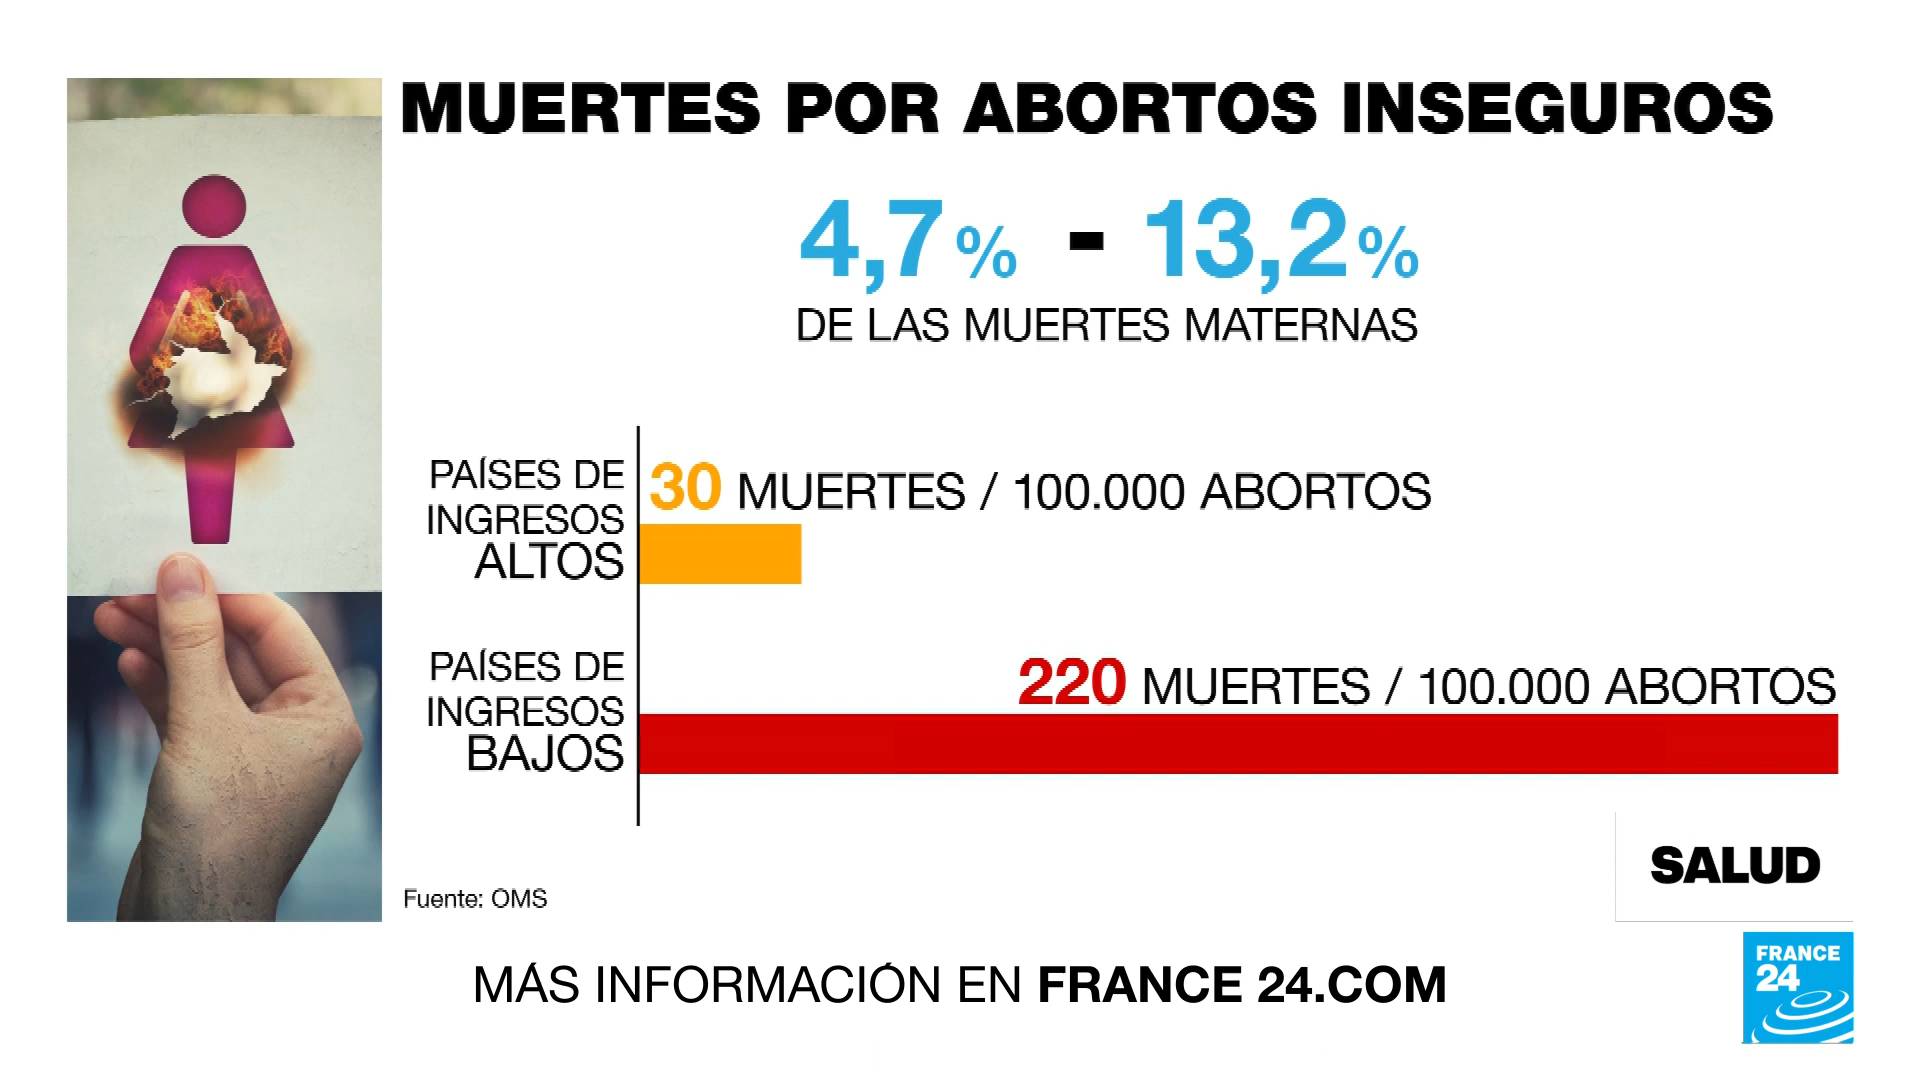 MUERTES POR ABORTOS INSEGUROS
4,7% - 13,2%
DE LAS MUERTES MATERNAS
PAÍSES DE
INGRESOS
ALTOS
30 MUERTES / 100.000 ABORTOS
PAÍSES DE
INGRESOS
BAJOS
220 MUERTES / 100.000 ABORTOS
SALUD
Fuente: OMS
MÁS INFORMACIÓN EN FRANCE 24.COM
FRANCE
24